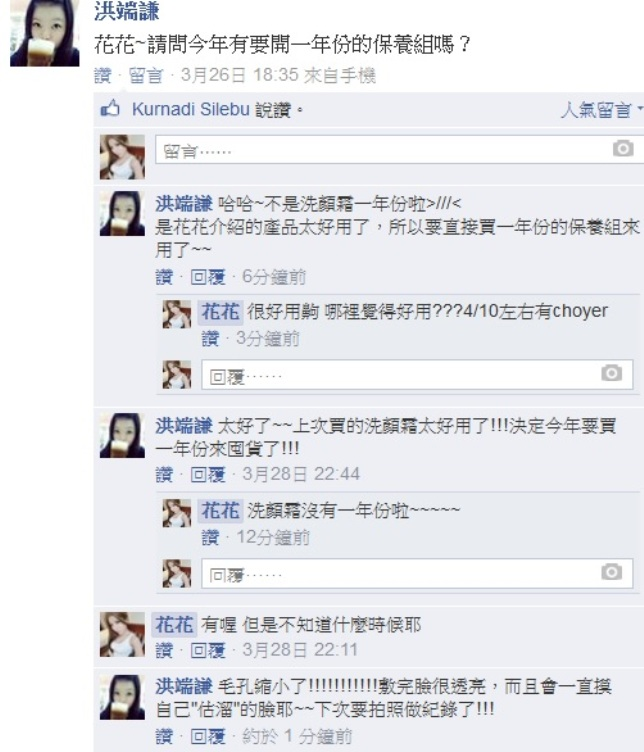 洪端謙
花花~請問今年有要開一年份的保養組嗎？
讚 · 留言 · 3月26日 18:35 來自手機
Kurnadi Silebu 說讚。
人氣留言
留言……
洪端謙 哈哈~不是洗顏霜一年份啦>///<
是花花介紹的產品太好用了，所以要直接買一年份的保養組來
用了~~
讚 · 回覆 · 6分鐘前
花花 很好用齁 哪裡覺得好用???4/10左右有choyer
讚 · 3分鐘前
回覆……
洪端謙 太好了~~上次買的洗顏霜太好用了!!!決定今年要買
一年份來囤貨了!!!
讚 · 回覆 · 3月28日 22:44
花花 洗顏霜沒有一年份啦~~~~~
讚 · 12分鐘前
回覆……
花花 有喔 但是不知道什麼時候耶
讚 · 回覆 · 3月28日 22:11
洪端謙 毛孔縮小了!!!!!!!!!!!敷完臉很透亮，而且會一直摸
自己"估溜"的臉耶~~下次要拍照做紀錄了!!!
讚 · 回覆 · 約於 1 分鐘前